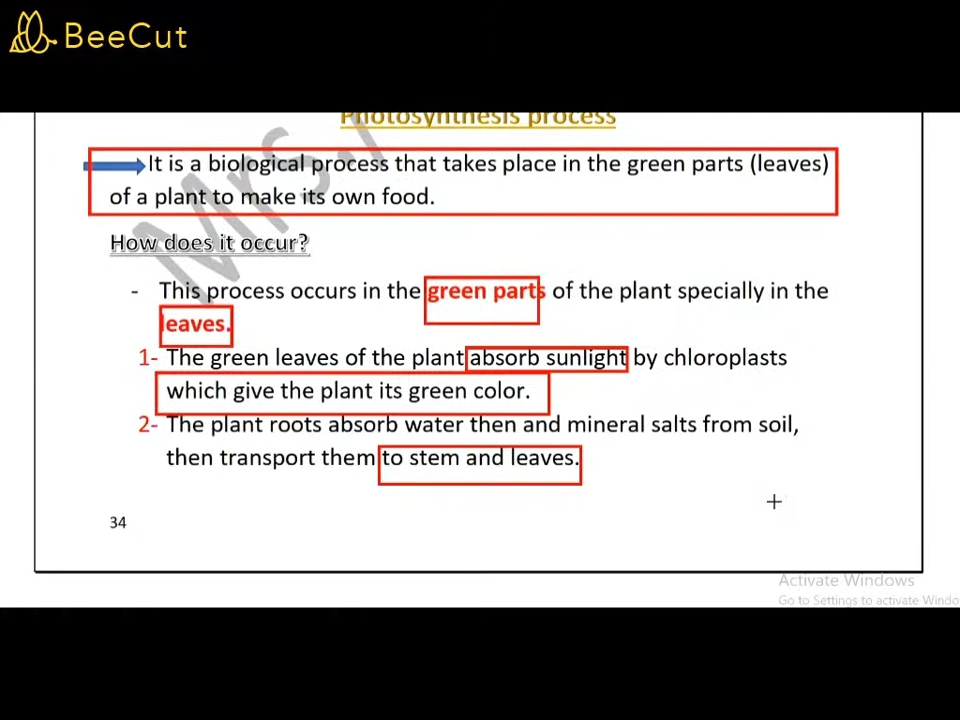 BeeCut
Photosynthesis process
It is a biological process that takes place in the green parts (leaves)
of a plant to make its own food.
How does it occur?
- This process occurs in the green parts of the plant specially in the
leaves.
1- The green leaves of the plant absorb sunlight by chloroplasts
which give the plant its green color.
2- The plant roots absorb water then and mineral salts from soil,
then transport them to stem and leaves.
34
Mrs.
Activate Windows
Go to Settings to activate Windo